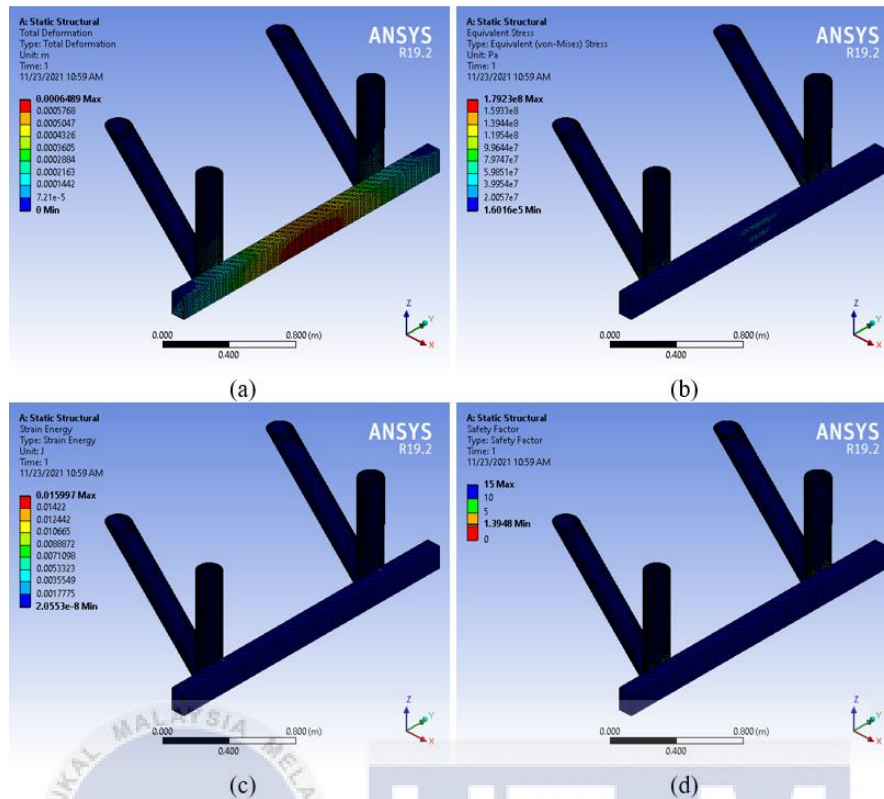 A: Static Structural
Total Deformation
Type: Total Deformation
Unit: m
Time: 1
11/23/2021 10:59 AM
ANSYS
R19.2
0.0006489 Max
0.0005768
0.0005047
0.0004326
0.0003605
0.0002884
0.0002163
0.0001442
7.21e-5
0 Min
0.000
0.800 (m)
0.400
Z
Y
X
(a)
A: Static Structural
Equivalent Stress
Type: Equivalent (von-Mises) Stress
Unit: Pa
Time: 1
11/23/2021 10:59 AM
ANSYS
R19.2
1.7923e8 Max
1.5933e8
1.3944e8
1.1954e8
9.9644e7
7.9747e7
5.9851e7
3.9954e7
2.0057e7
1.6016e5 Min
0.000
0.800 (m)
0.400
Z
Y
X
(b)
A: Static Structural
Strain Energy
Type: Strain Energy
Unit: J
Time: 1
11/23/2021 10:59 AM
ANSYS
R19.2
0.015997 Max
0.01422
0.012442
0.010665
0.0088872
0.0071098
0.0053323
0.0035549
0.0017775
2.0553e-8 Min
0.000
0.800 (m)
0.400
Z
Y
X
(c)
A: Static Structural
Safety Factor
Type: Safety Factor
Time: 1
11/23/2021 10:59 AM
ANSYS
R19.2
15 Max
10
5
1.3948 Min
0
0.000
0.800 (m)
0.400
Z
Y
X
(d)
MALAYSIA